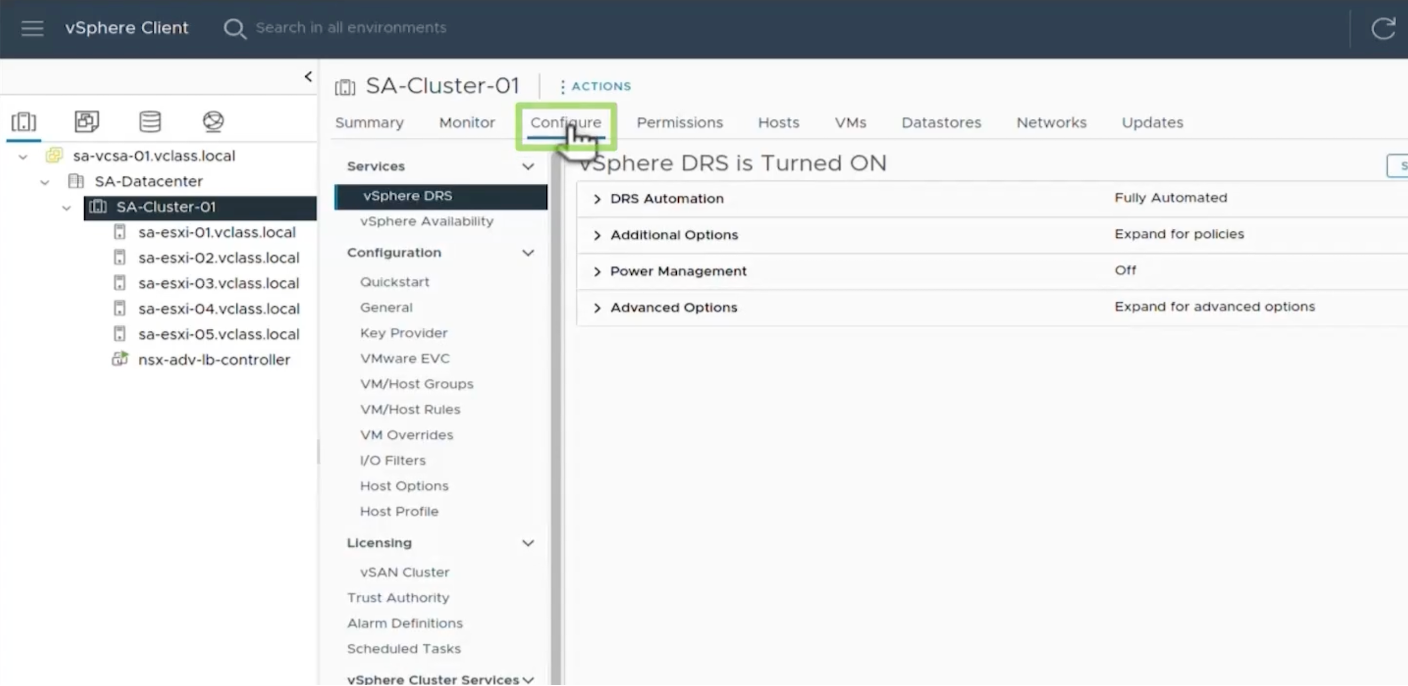 vSphere Client
Search in all environments
SA-Cluster-01
ACTIONS
Summary Monitor Configure Permissions Hosts VMs Datastores Networks Updates
sa-vcsa-01.vclass.local
SA-Datacenter
SA-Cluster-01
sa-esxi-01.vclass.local
sa-esxi-02.vclass.local
sa-esxi-03.vclass.local
sa-esxi-04.vclass.local
sa-esxi-05.vclass.local
nsx-adv-lb-controller
Services
vSphere DRS
vSphere Availability
Configuration
Quickstart
General
Key Provider
VMware EVC
VM/Host Groups
VM/Host Rules
VM Overrides
I/O Filters
Host Options
Host Profile
Licensing
vSAN Cluster
Trust Authority
Alarm Definitions
Scheduled Tasks
vSphere Cluster Services
vSphere DRS is Turned ON
DRS Automation Fully Automated
Additional Options Expand for policies
Power Management Off
Advanced Options Expand for advanced options